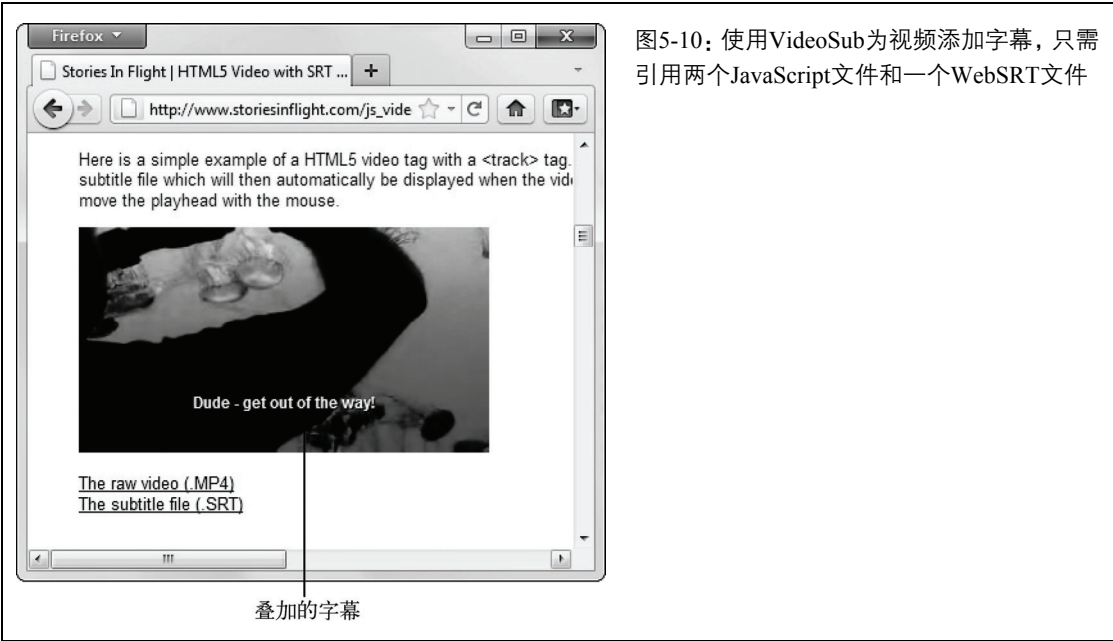 Firefox
Stories In Flight | HTML5 Video with SRT ...
http://www.storiesinflight.com/js_vide
Here is a simple example of a HTML5 video tag with a <track> tag.
subtitle file which will then automatically be displayed when the vid
move the playhead with the mouse.
Dude - get out of the way!
The raw video (.MP4)
The subtitle file (.SRT)
叠加的字幕
图5-10：使用VideoSub为视频添加字幕，只需
引用两个JavaScript文件和一个WebSRT文件